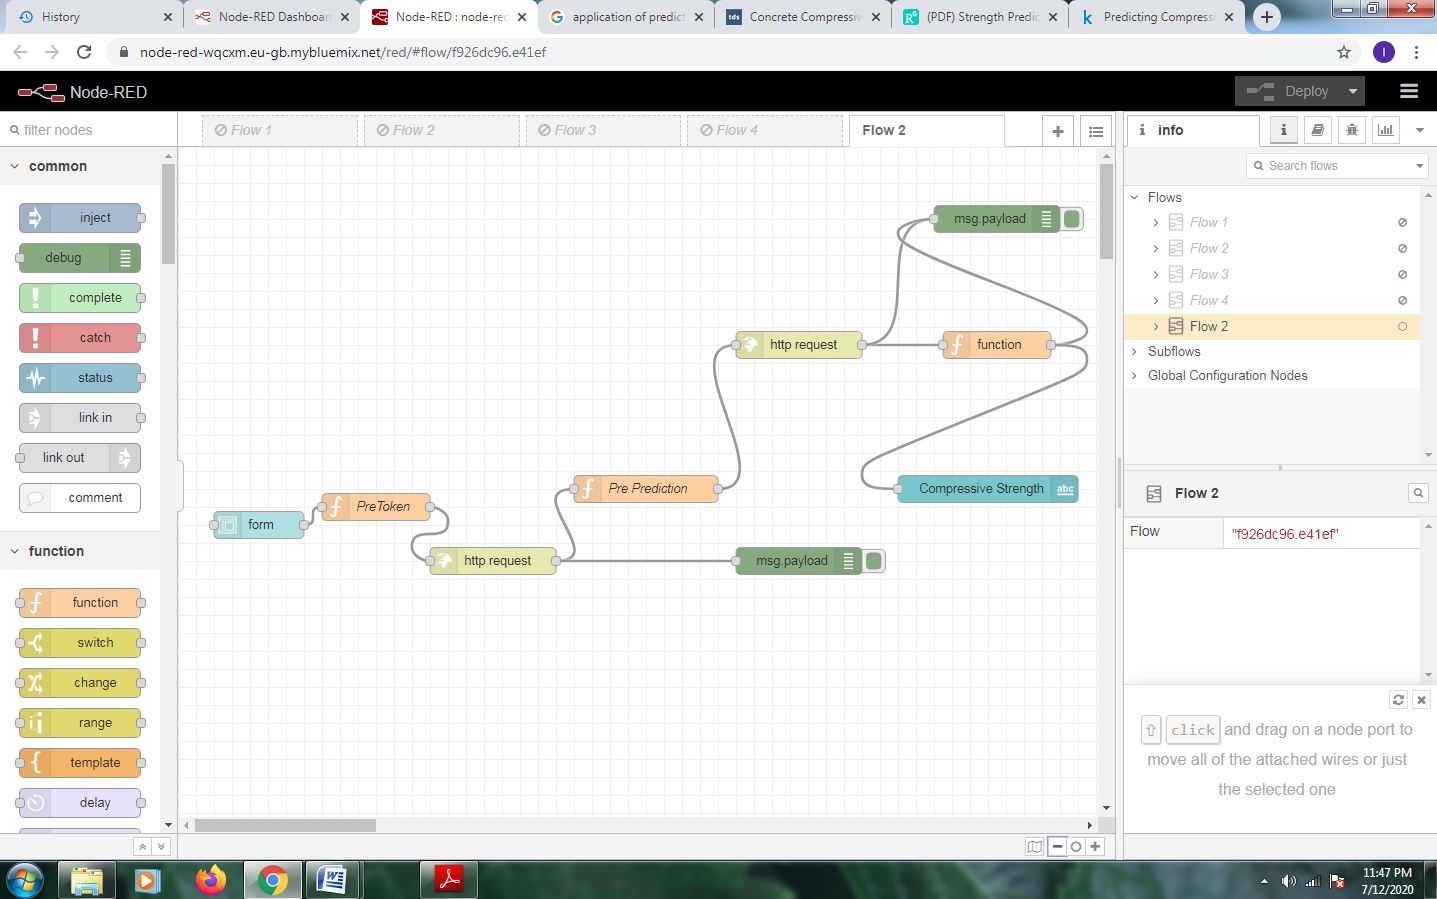 History
Node-RED Dashboar
Node-RED : node-rec
application of predict
Concrete Compressiv
(PDF) Strength Predic
Predicting Compress
node-red-wqcxm.eu-gb.mybluemix.net/red/#flow/f926dc96.e41ef
I
Node-RED
Deploy
filter nodes
Flow 1
Flow 2
Flow 3
Flow 4
Flow 2
i info
common
inject
debug
complete
catch
status
link in
link out
comment
function
function
switch
change
range
template
delay
msg.payload
http request
function
Pre Prediction
Compressive Strength
abc
PreToken
form
http request
msg.payload
Search flows
Flows
Flow 1
Flow 2
Flow 3
Flow 4
Flow 2
Subflows
Global Configuration Nodes
Flow 2
Flow "f926dc96.e41ef"
⇧ click and drag on a node port to
move all of the attached wires or just
the selected one
11:47 PM
7/12/2020